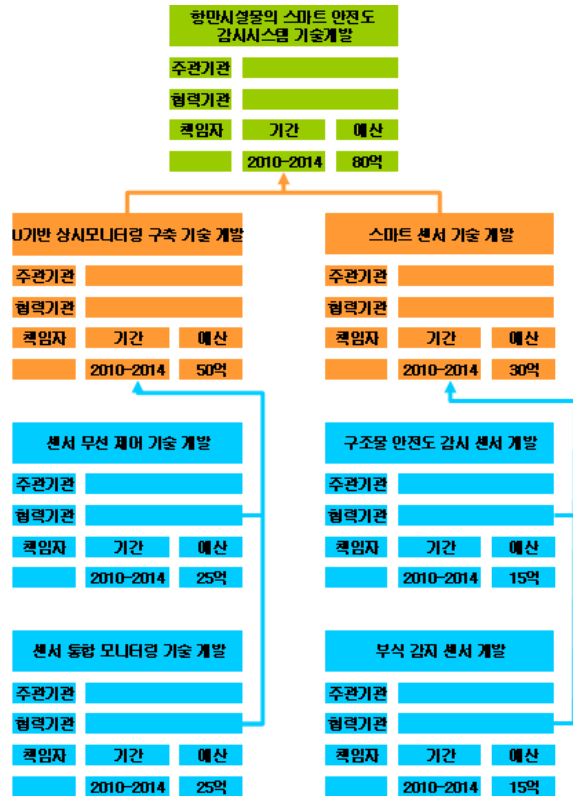 항만시설물의 스마트 안전도
감시시스템 기술개발
주관기관
협력기관
책임자 기간 예산
2010-2014 80억
U기반 상시모니터링 구축 기술 개발
주관기관
협력기관
책임자 기간 예산
2010-2014 50억
스마트 센서 기술 개발
주관기관
협력기관
책임자 기간 예산
2010-2014 30억
센서 무선 제어 기술 개발
주관기관
협력기관
책임자 기간 예산
2010-2014 25억
구조물 안전도 감시 센서 개발
주관기관
협력기관
책임자 기간 예산
2010-2014 15억
센서 통합 모니터링 기술 개발
주관기관
협력기관
책임자 기간 예산
2010-2014 25억
부식 감지 센서 개발
주관기관
협력기관
책임자 기간 예산
2010-2014 15억